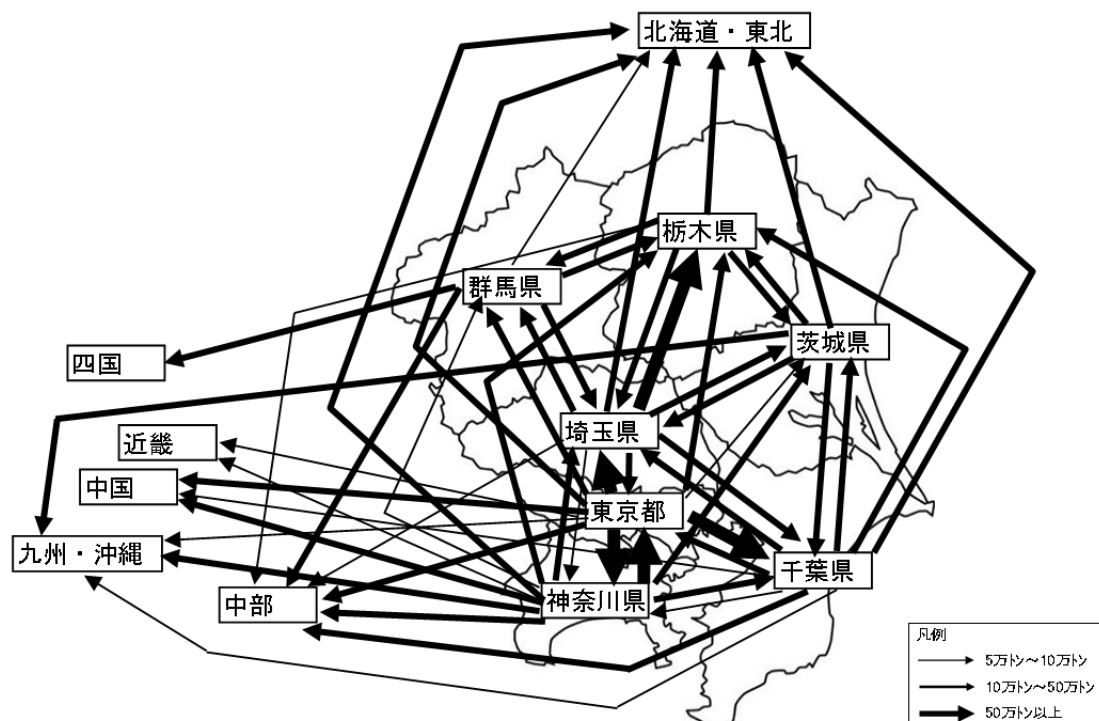 北海道・東北
栃木県
群馬県
茨城県
四国
埼玉県
近畿
中国
東京都
九州・沖縄
千葉県
中部
神奈川県
凡例
5万トン～10万トン
10万トン～50万トン
50万トン以上